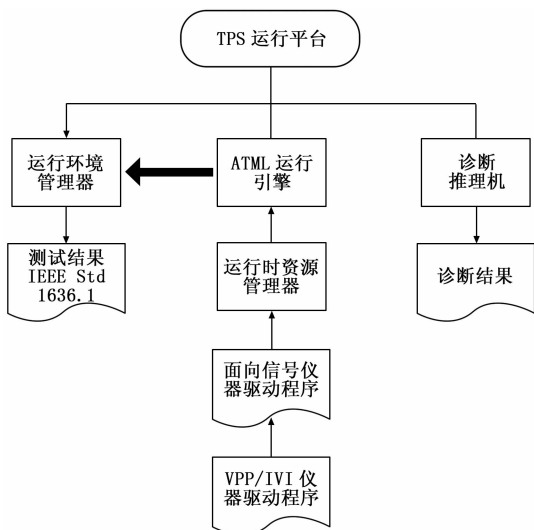 TPS 运行平台
运行环境
管理器
ATML 运行
引擎
诊断
推理机
测试结果
IEEE Std
1636.1
运行时资源
管理器
诊断结果
面向信号仪
器驱动程序
VPP/IVI 仪
器驱动程序